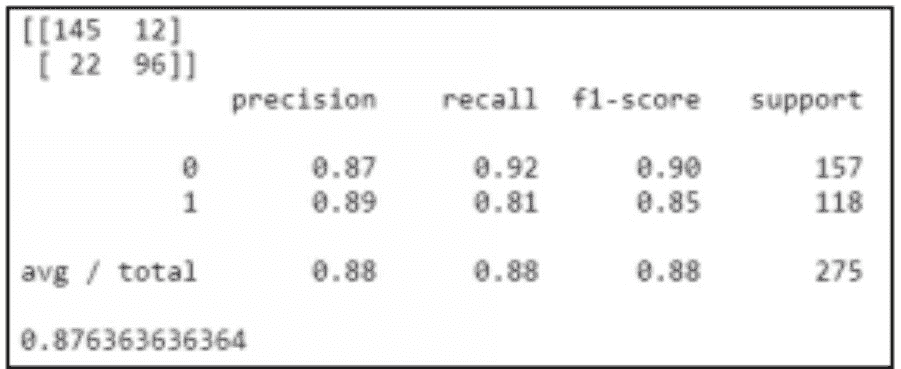 [[145  12]
 [ 22  96]]
precision    recall  f1-score   support
0       0.87      0.92      0.90       157
1       0.89      0.81      0.85       118
avg / total       0.88      0.88      0.88       275
0.876363636364